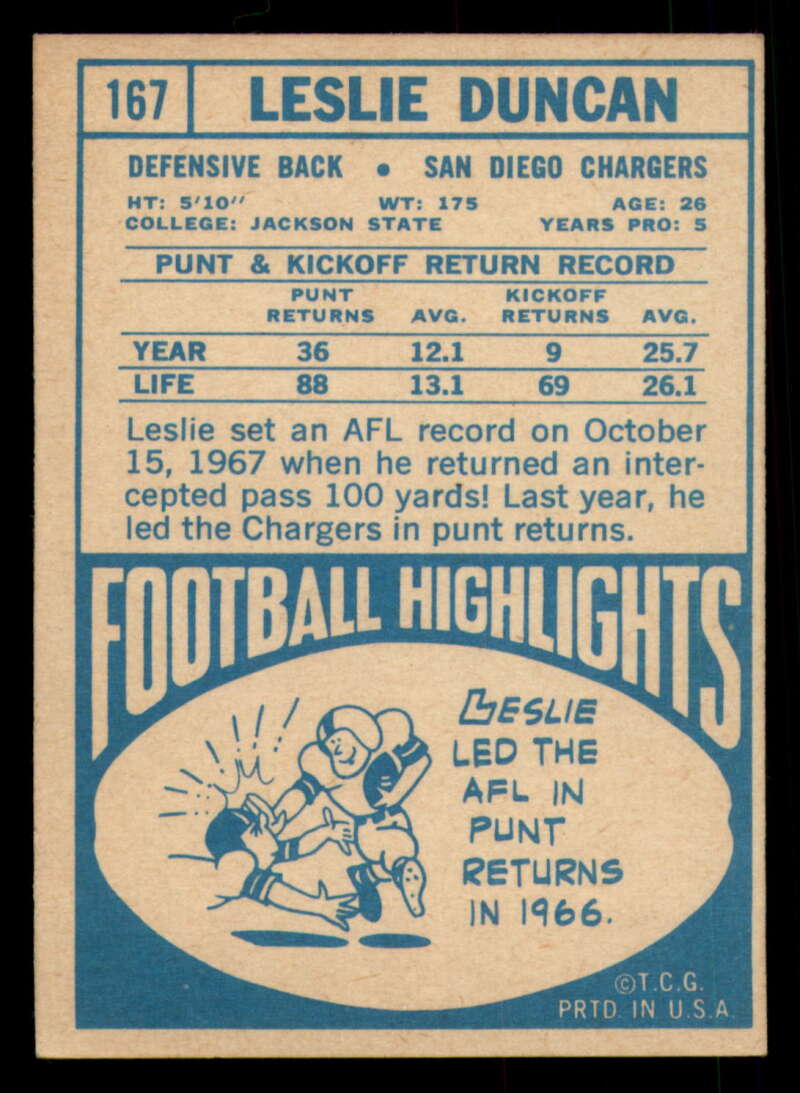 167 LESLIE DUNCAN
DEFENSIVE BACK • SAN DIEGO CHARGERS
HT: 5'10" WT: 175 AGE: 26
COLLEGE: JACKSON STATE YEARS PRO: 5
PUNT & KICKOFF RETURN RECORD
PUNT KICKOFF
RETURNS AVG. RETURNS AVG.
YEAR 36 12.1 9 25.7
LIFE 88 13.1 69 26.1
Leslie set an AFL record on October
15, 1967 when he returned an inter-
cepted pass 100 yards! Last year, he
led the Chargers in punt returns.
FOOTBALL HIGHLIGHTS
LESLIE
LED THE
AFL IN
PUNT
RETURNS
IN 1966.
©T.C.G.
PRTD. IN U.S.A.